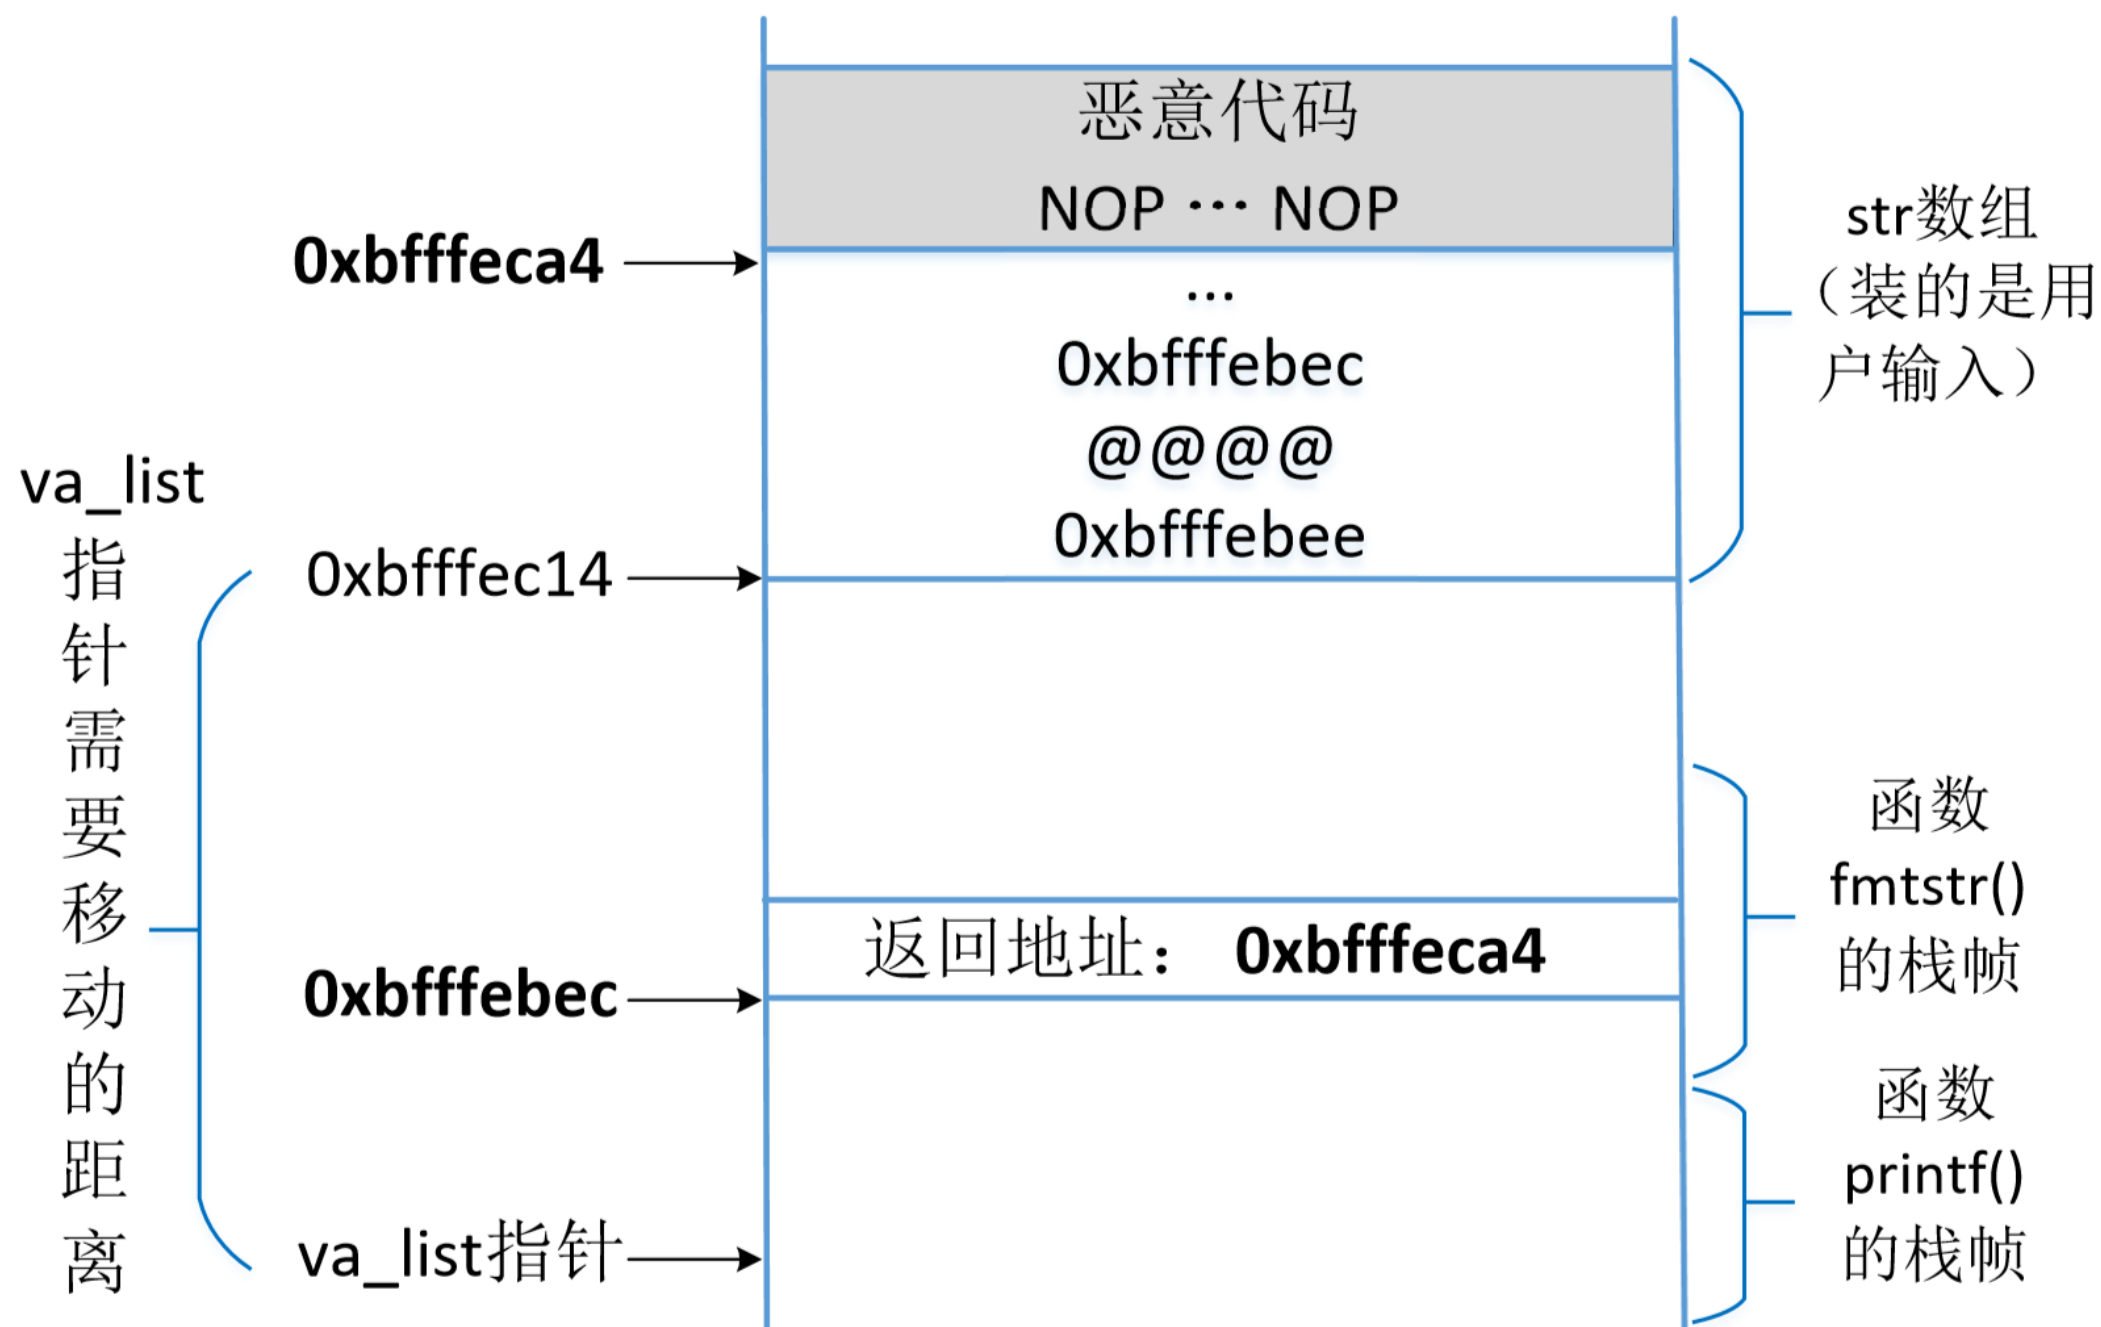 恶意代码
NOP ··· NOP
0xbfffeca4
...
0xbfffebec
@@@@
0xbfffebee
str数组
（装的是用
户输入）
va_list
指
针
需
要
移
动
的
距
离
0xbfffec14
返回地址： 0xbfffeca4
0xbfffebec
va_list指针
函数
fmtstr()
的栈帧
函数
printf()
的栈帧